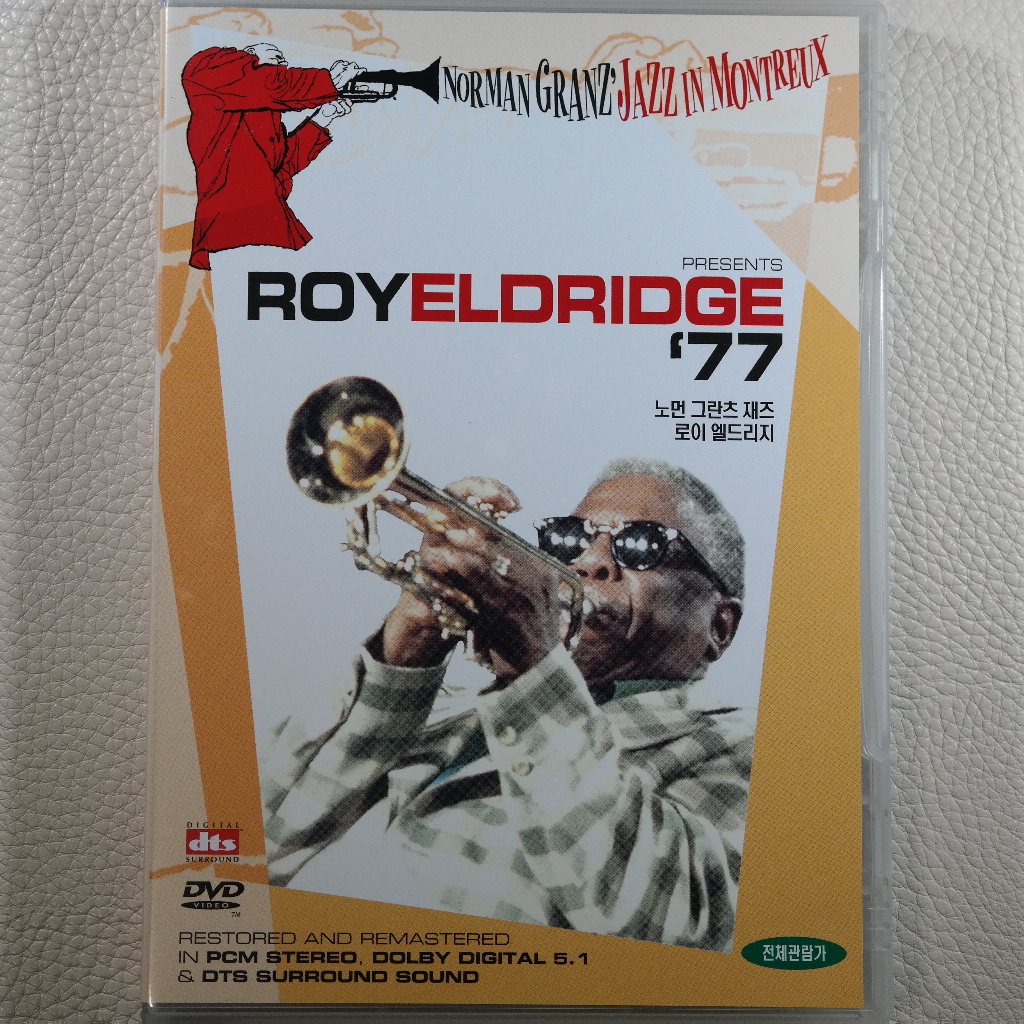 NORMAN GRANZ' JAZZ IN MONTREUX
PRESENTS
ROYELDRIDGE
'77
노먼 그란츠 재즈
로이 엘드리지
DIGITAL
dts
SURROUND
DVD
VIDEO
TM
RESTORED AND REMASTERED
IN PCM STEREO, DOLBY DIGITAL 5.1
& DTS SURROUND SOUND
전체관람가